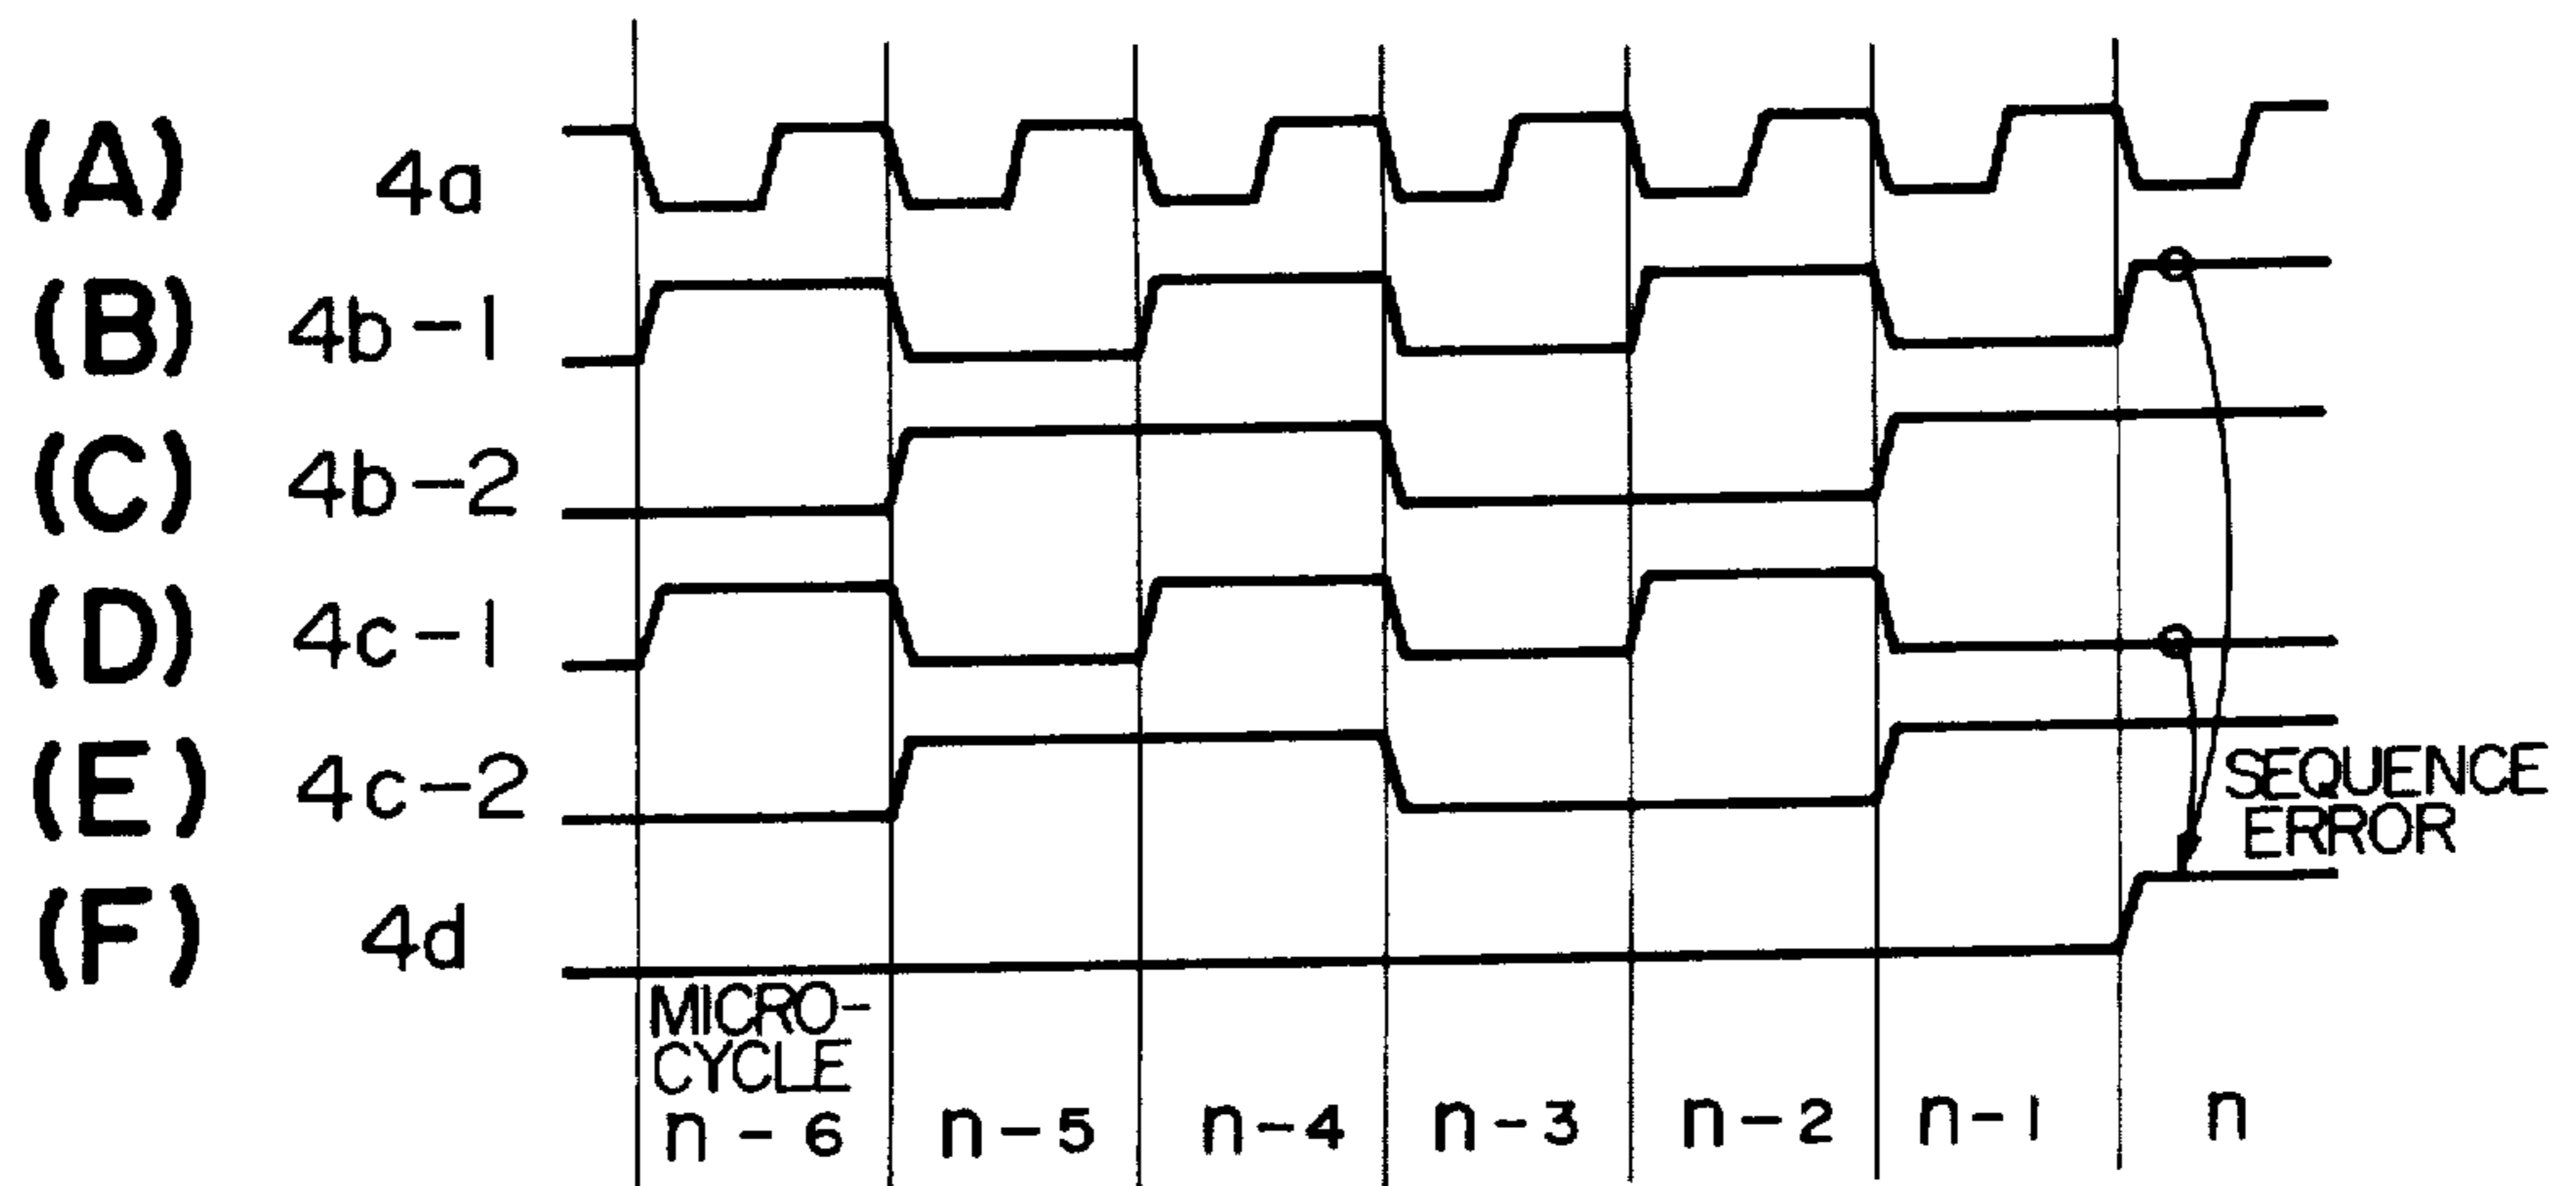 (A) 4a
(B) 4b-1
(C) 4b-2
(D) 4c-1
(E) 4c-2
SEQUENCE
ERROR
(F) 4d
MICRO-
CYCLE
n-6 n-5 n-4 n-3 n-2 n-1 n